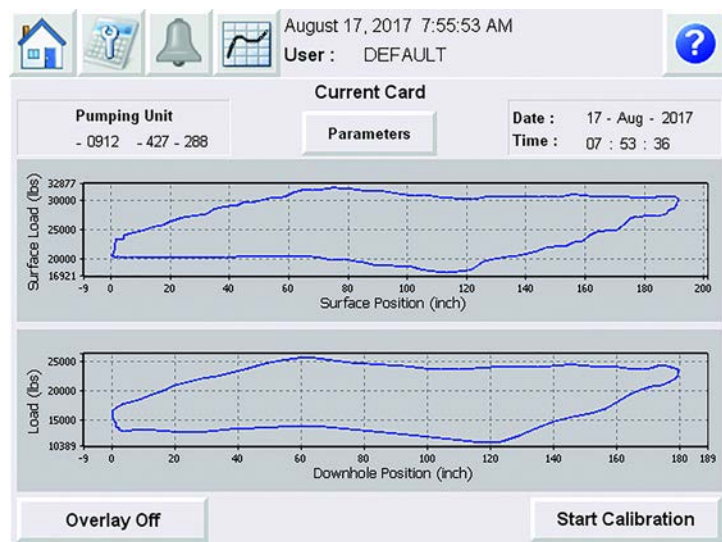 August 17, 2017 7:55:53 AM
User : DEFAULT
?
Current Card
Pumping Unit
- 0912 - 427 - 288
Parameters
Date : 17 - Aug - 2017
Time : 07 : 53 : 36
Surface Load (lbs)
32877
30000
25000
20000
16921
-9 0 20 40 60 80 100 120 140 160 180 200
Surface Position (inch)
Load (lbs)
25000
20000
15000
10389
-9 0 20 40 60 80 100 120 140 160 180 189
Downhole Position (inch)
Overlay Off
Start Calibration